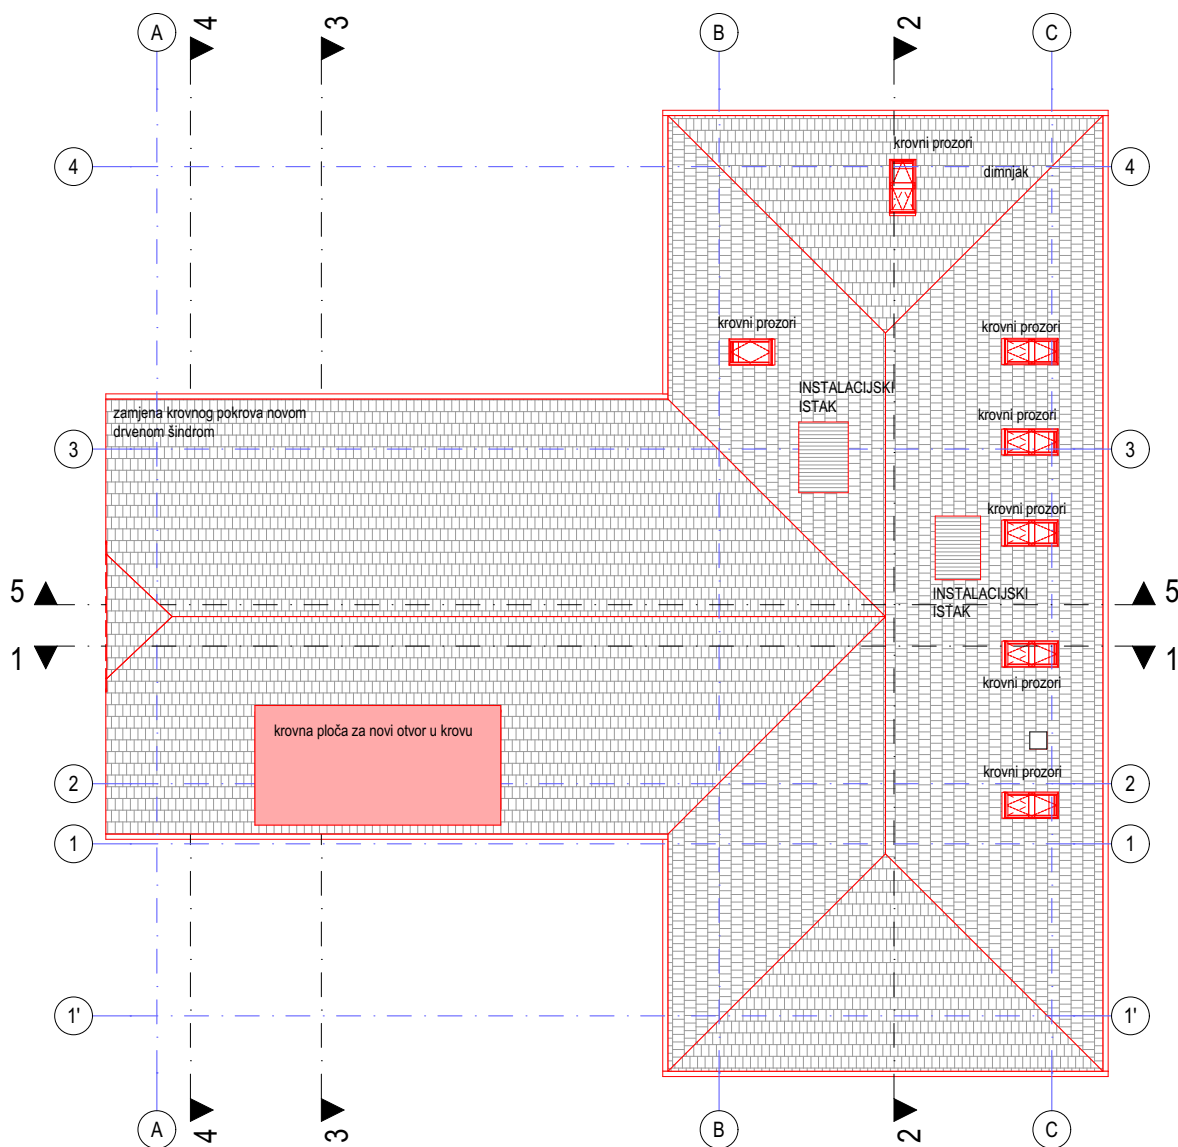 A
4
3
B
2
C
krovni prozori
4
dimnjak
4
krovni prozori
krovni prozori
INSTALACIJSKI
ISTAK
zamjena krovnog pokrova novom
drvenom šindrom
krovni prozori
3
3
krovni prozori
5
5
INSTALACIJSKI
ISTAK
1
1
krovni prozori
krovna ploča za novi otvor u krovu
krovni prozori
2
2
1
1
1'
1'
A
4
3
B
2
C